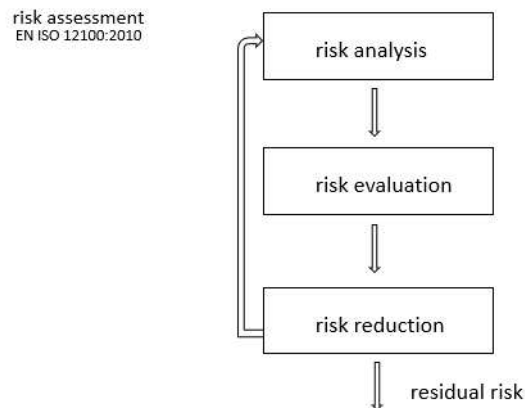 risk assessment
EN ISO 12100:2010
risk analysis
risk evaluation
risk reduction
residual risk